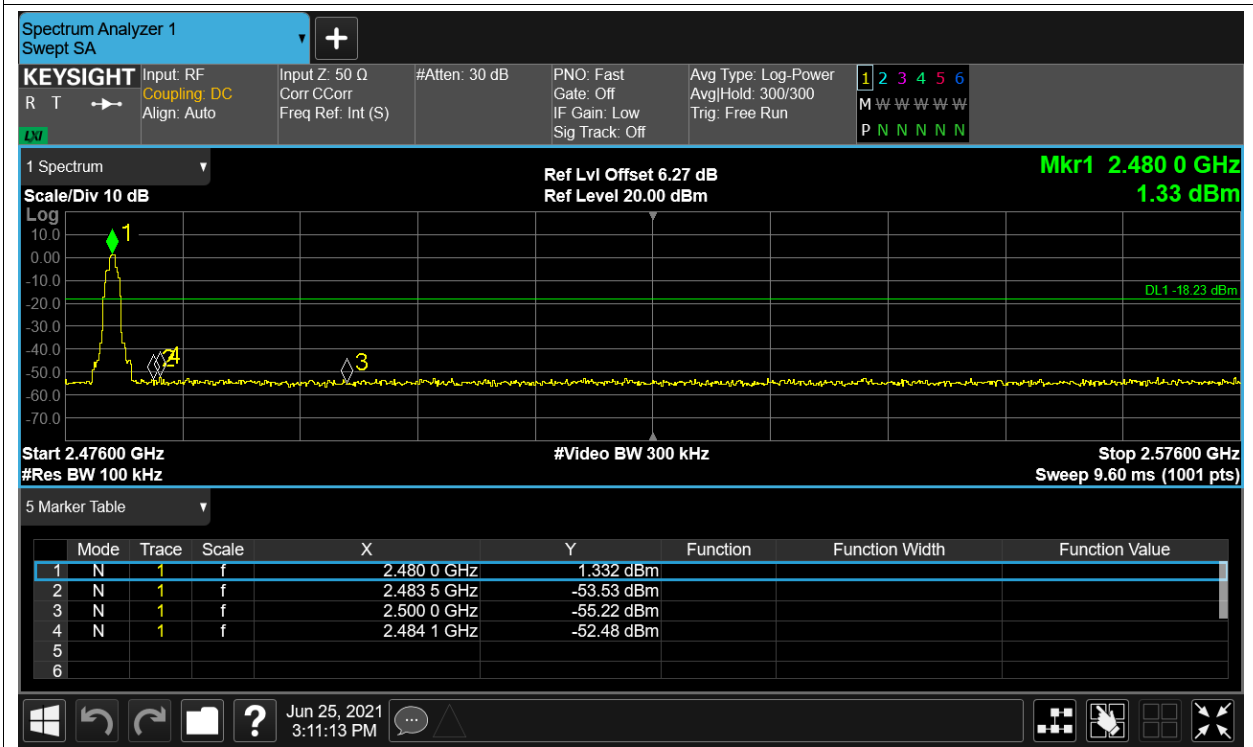 Spectrum Analyzer 1
Swept SA
KEYSIGHT
R T
LXI
Input: RF
Coupling: DC
Align: Auto
Input Z: 50 Ω
Corr CCorr
Freq Ref: Int (S)
#Atten: 30 dB
PNO: Fast
Gate: Off
IF Gain: Low
Sig Track: Off
Avg Type: Log-Power
Avg|Hold: 300/300
Trig: Free Run
1 2 3 4 5 6
M W W W W W
P N N N N N
1 Spectrum
Scale/Div 10 dB
Ref Lvl Offset 6.27 dB
Ref Level 20.00 dBm
Mkr1 2.480 0 GHz
1.33 dBm
Log
10.0
0.00
-10.0
-20.0
-30.0
-40.0
-50.0
-60.0
-70.0
1
2
4
3
DL1 -18.23 dBm
Start 2.47600 GHz
#Res BW 100 kHz
#Video BW 300 kHz
Stop 2.57600 GHz
Sweep 9.60 ms (1001 pts)
5 Marker Table
Mode Trace Scale X Y Function Function Width Function Value
1 N 1 f 2.480 0 GHz 1.332 dBm
2 N 1 f 2.483 5 GHz -53.53 dBm
3 N 1 f 2.500 0 GHz -55.22 dBm
4 N 1 f 2.484 1 GHz -52.48 dBm
5
6
?
Jun 25, 2021
3:11:13 PM